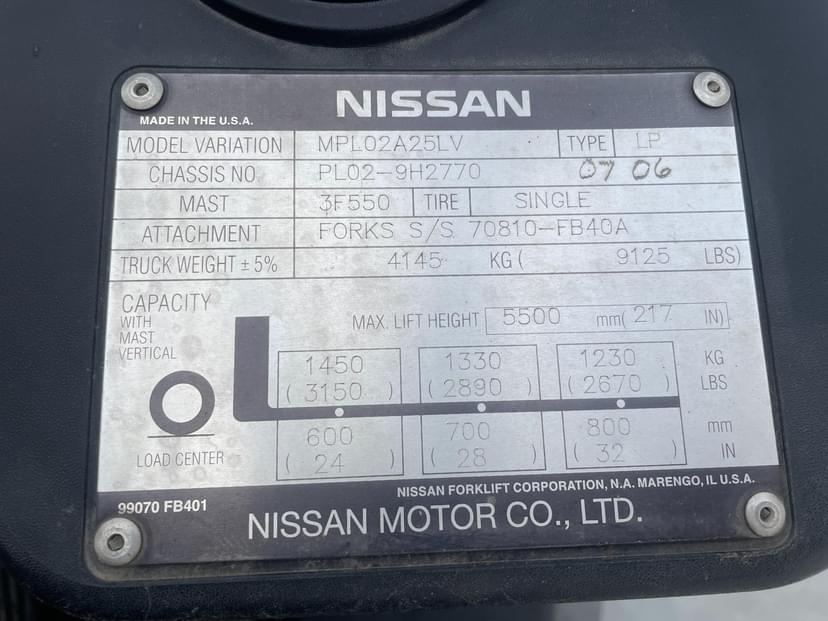 MADE IN THE U.S.A.
NISSAN
MODEL VARIATION MPL02A25LV TYPE LP
CHASSIS NO. PL02-9H2770 07 06
MAST 3F550 TIRE SINGLE
ATTACHMENT FORKS S/S 70810-FB40A
TRUCK WEIGHT ± 5% 4145 KG ( 9125 LBS)
CAPACITY
WITH
MAST
VERTICAL
MAX. LIFT HEIGHT 5500 mm( 217 IN)
1450 1330 1230 KG
( 3150 ) ( 2890 ) ( 2670 ) LBS
600 700 800 mm
( 24 ) ( 28 ) ( 32 ) IN
LOAD CENTER
99070 FB401
NISSAN FORKLIFT CORPORATION, N.A. MARENGO, IL U.S.A.
NISSAN MOTOR CO., LTD.